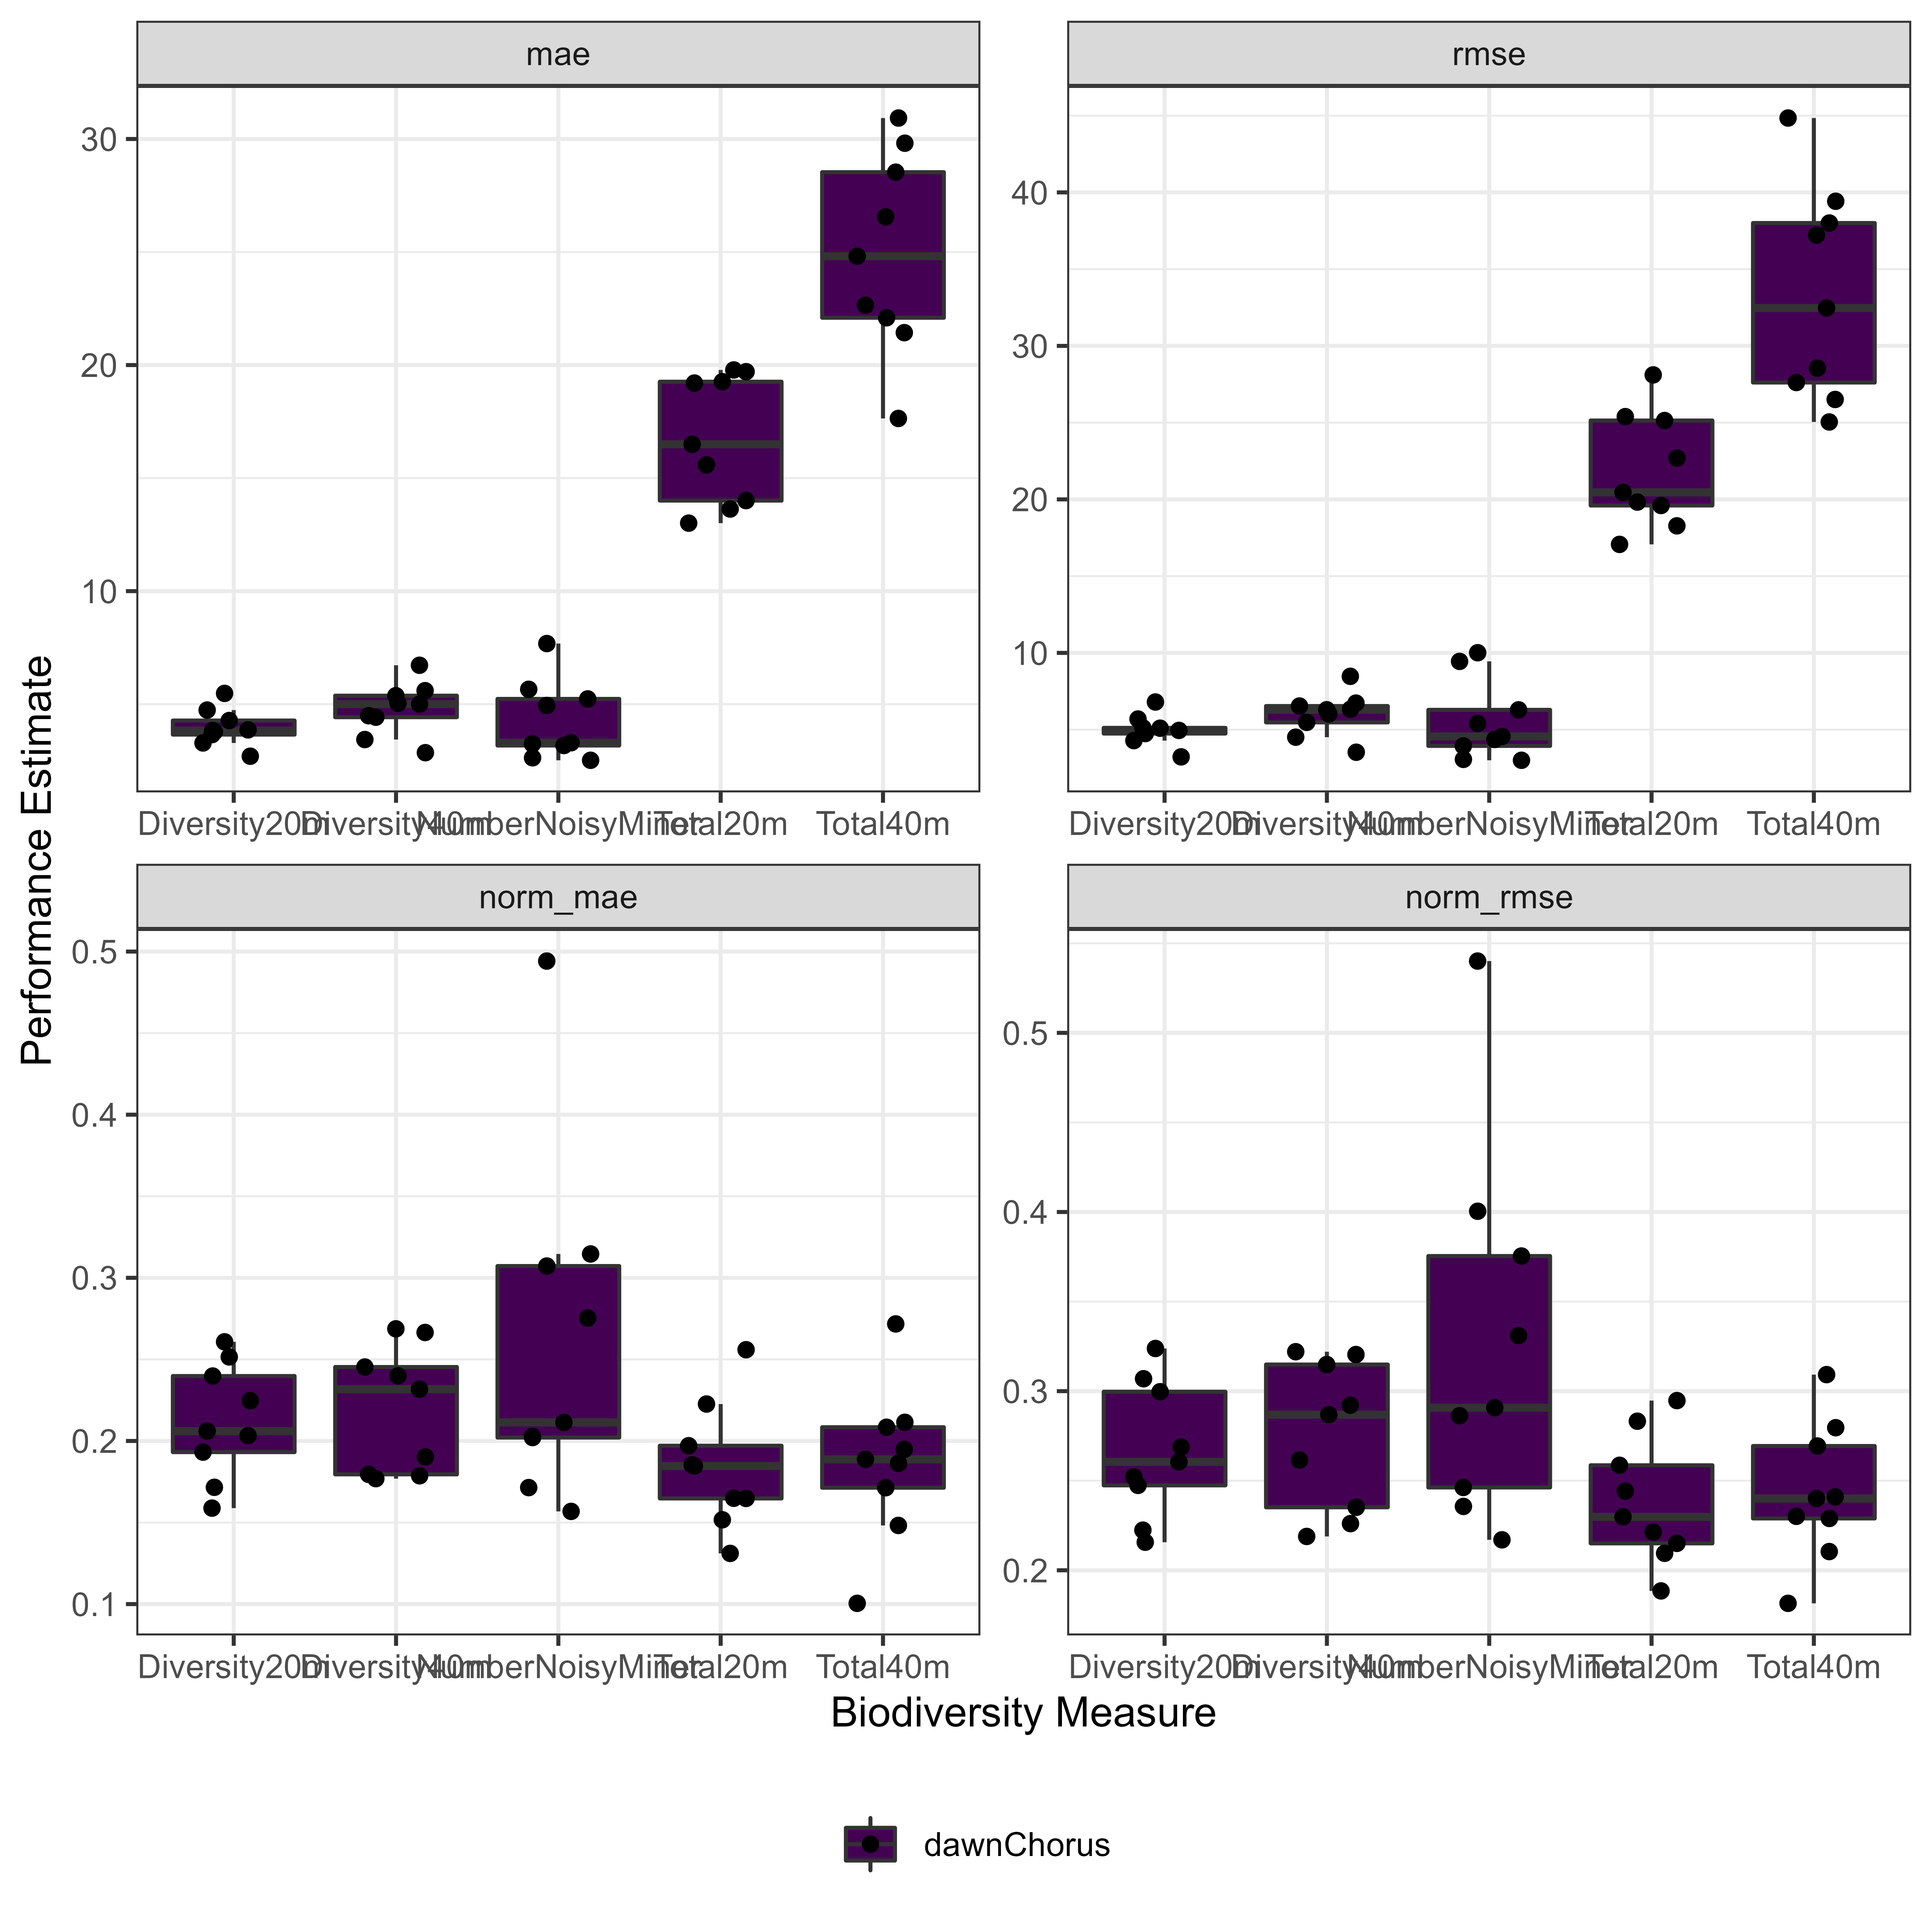 mae
rmse
30
20
10
40
30
20
10
Diversity20m Diversity40m NumberNoisyMiner Total20m Total40m
Diversity20m Diversity40m NumberNoisyMiner Total20m Total40m
norm_mae
norm_rmse
0.5
0.4
0.3
0.2
0.1
0.5
0.4
0.3
0.2
Diversity20m Diversity40m NumberNoisyMiner Total20m Total40m
Diversity20m Diversity40m NumberNoisyMiner Total20m Total40m
Performance Estimate
Biodiversity Measure
dawnChorus